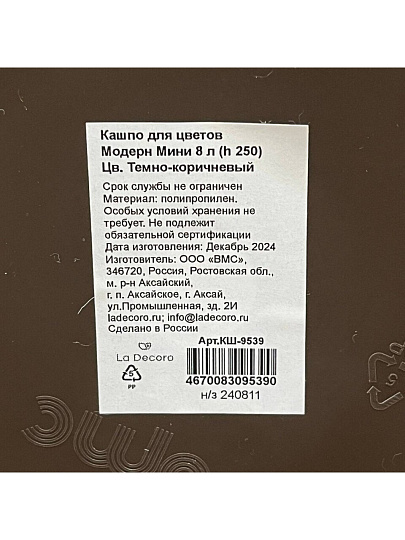 Кашпо для цветов
Модерн Мини 8 л (h 250)
Цв. Темно-коричневый
Срок службы не ограничен
Материал: полипропилен.
Особых условий хранения не
требует. Не подлежит
обязательной сертификации
Дата изготовления: Декабрь 2024
Изготовитель: ООО «ВМС»,
346720, Россия, Ростовская обл.,
м. р-н Аксайский,
г. п. Аксайское, г. Аксай,
ул.Промышленная, зд. 2И
ladecoro.ru; info@ladecoro.ru
Сделано в России
Арт.КШ-9539
La Decoro
5
PP
4670083095390
н/з 240811